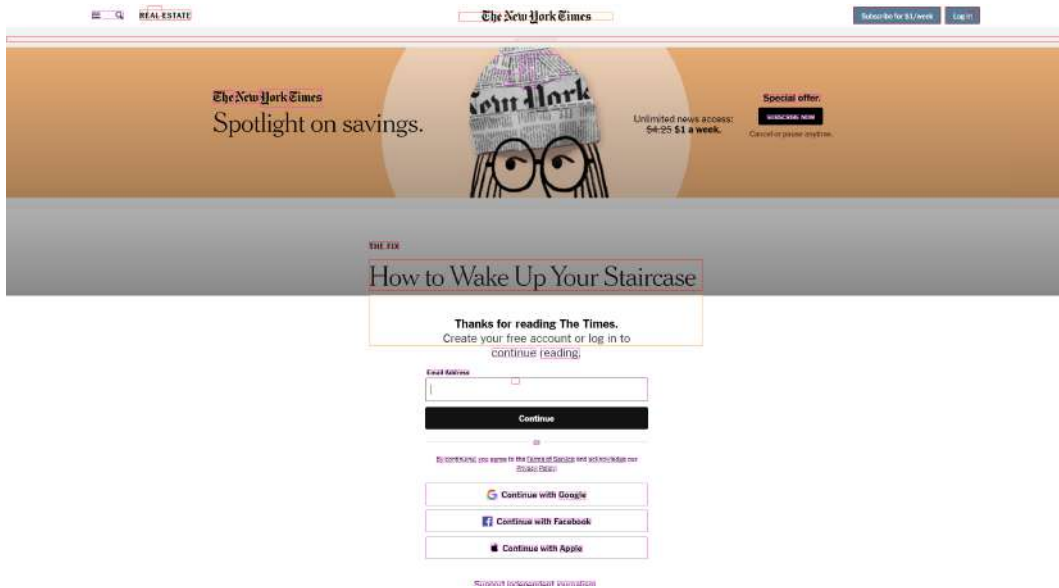 REAL ESTATE
The New York Times
Subscribe for $1/week
Log in
The New York Times
Spotlight on savings.
New York
Unlimited news access:
$4.25 $1 a week.
Special offer.
SUBSCRIBE NOW
Cancel or pause anytime.
THE FIX
How to Wake Up Your Staircase
Thanks for reading The Times.
Create your free account or log in to
continue reading.
Email Address
Continue
or
By continuing, you agree to the Terms of Service and acknowledge our
Privacy Policy.
Continue with Google
Continue with Facebook
Continue with Apple
Support independent journalism